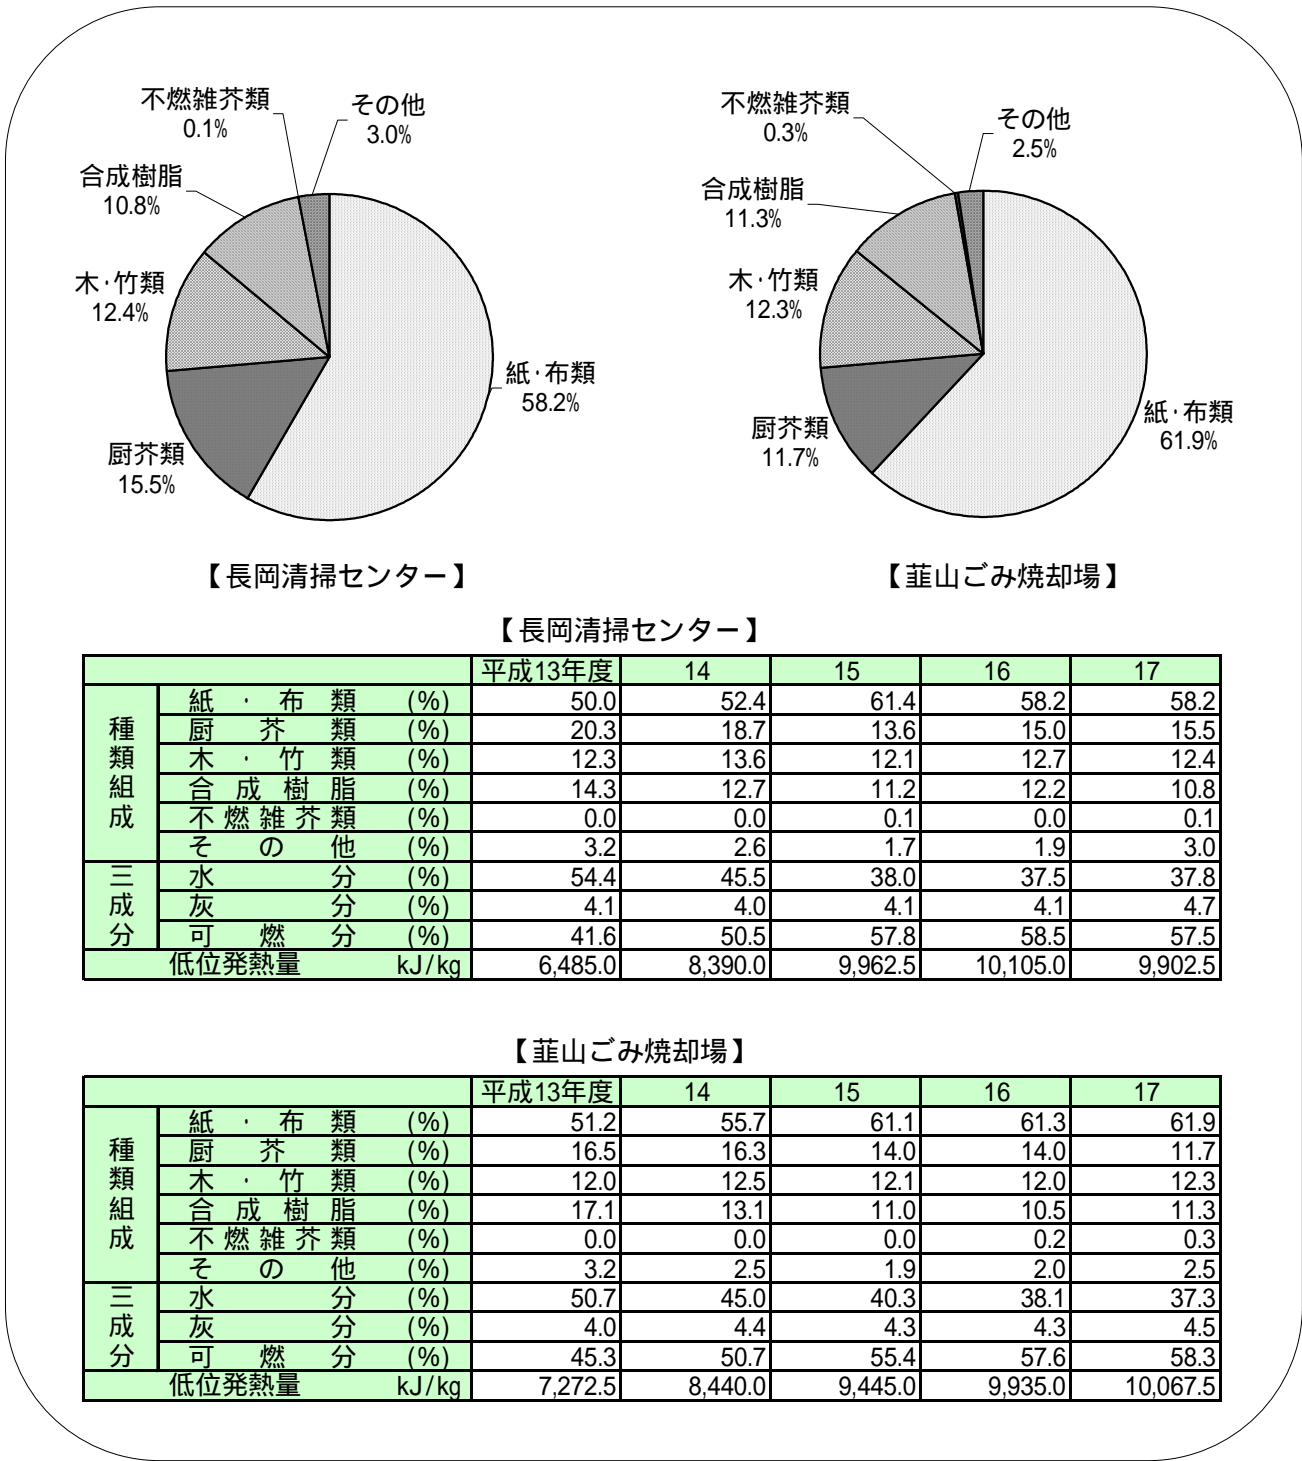 不燃雑芥類
0.1%
その他
3.0%
合成樹脂
10.8%
木・竹類
12.4%
厨芥類
15.5%
紙・布類
58.2%
【長岡清掃センター】
不燃雑芥類
0.3%
その他
2.5%
合成樹脂
11.3%
木・竹類
12.3%
厨芥類
11.7%
紙・布類
61.9%
【韮山ごみ焼却場】
【長岡清掃センター】
平成13年度 14 15 16 17
種類組成
紙・布類 (%) 50.0 52.4 61.4 58.2 58.2
厨芥類 (%) 20.3 18.7 13.6 15.0 15.5
木・竹類 (%) 12.3 13.6 12.1 12.7 12.4
合成樹脂 (%) 14.3 12.7 11.2 12.2 10.8
不燃雑芥類 (%) 0.0 0.0 0.1 0.0 0.1
その他 (%) 3.2 2.6 1.7 1.9 3.0
三成分
水分 (%) 54.4 45.5 38.0 37.5 37.8
灰分 (%) 4.1 4.0 4.1 4.1 4.7
可燃分 (%) 41.6 50.5 57.8 58.5 57.5
低位発熱量 kJ/kg 6,485.0 8,390.0 9,962.5 10,105.0 9,902.5
【韮山ごみ焼却場】
平成13年度 14 15 16 17
種類組成
紙・布類 (%) 51.2 55.7 61.1 61.3 61.9
厨芥類 (%) 16.5 16.3 14.0 14.0 11.7
木・竹類 (%) 12.0 12.5 12.1 12.0 12.3
合成樹脂 (%) 17.1 13.1 11.0 10.5 11.3
不燃雑芥類 (%) 0.0 0.0 0.0 0.2 0.3
その他 (%) 3.2 2.5 1.9 2.0 2.5
三成分
水分 (%) 50.7 45.0 40.3 38.1 37.3
灰分 (%) 4.0 4.4 4.3 4.3 4.5
可燃分 (%) 45.3 50.7 55.4 57.6 58.3
低位発熱量 kJ/kg 7,272.5 8,440.0 9,445.0 9,935.0 10,067.5